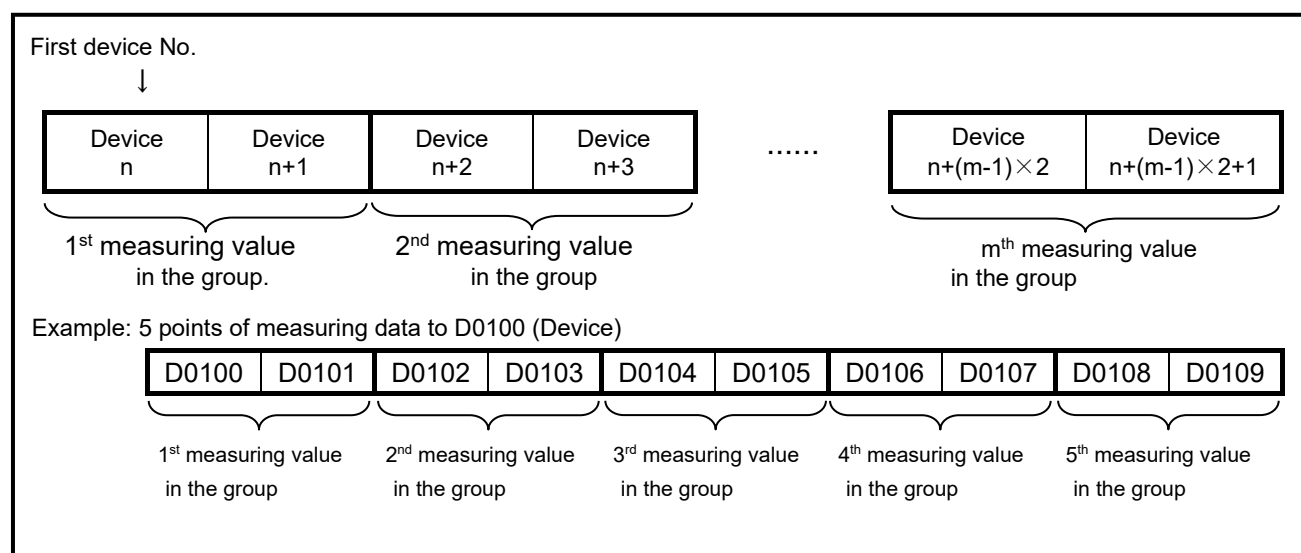 First device No.
↓
Device n Device n+1 Device n+2 Device n+3 …… Device n+(m-1)×2 Device n+(m-1)×2+1
1st measuring value in the group. 2nd measuring value in the group mth measuring value in the group
Example: 5 points of measuring data to D0100 (Device)
D0100 D0101 D0102 D0103 D0104 D0105 D0106 D0107 D0108 D0109
1st measuring value 2nd measuring value 3rd measuring value 4th measuring value 5th measuring value
in the group in the group in the group in the group in the group